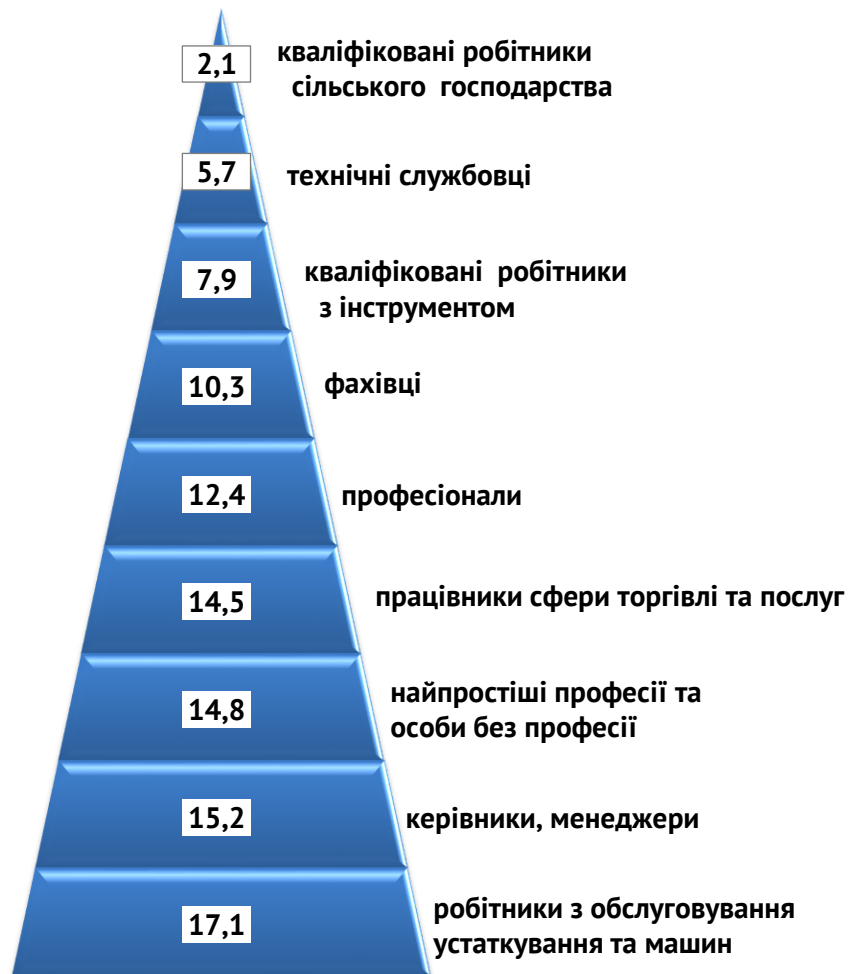 2,1
кваліфіковані робітники
сільського господарства
5,7
технічні службовці
7,9
кваліфіковані робітники
з інструментом
10,3
фахівці
12,4
професіонали
14,5
працівники сфери торгівлі та послуг
14,8
найпростіші професії та
особи без професії
15,2
керівники, менеджери
17,1
робітники з обслуговування
устаткування та машин